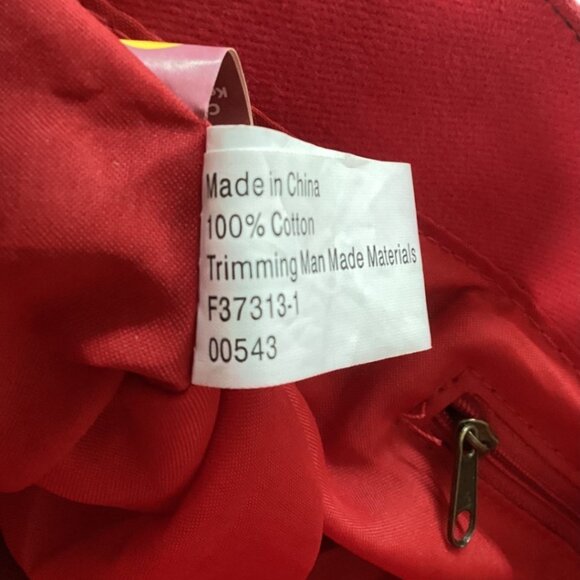 Made in China
100% Cotton
Trimming Man Made Materials
F37313-1
00543